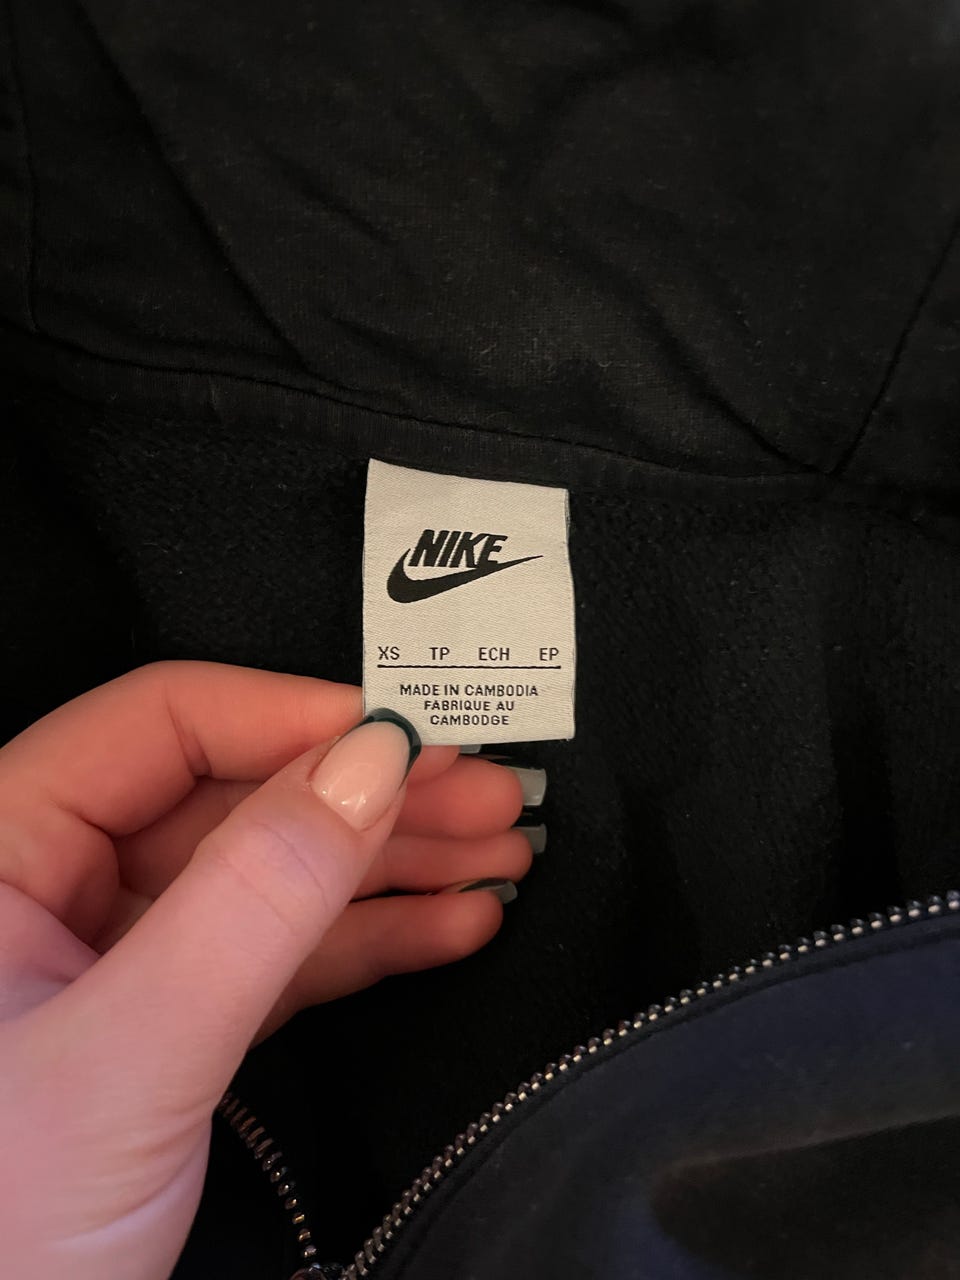 NIKE
XS TP ECH EP
MADE IN CAMBODIA
FABRIQUE AU
CAMBODGE